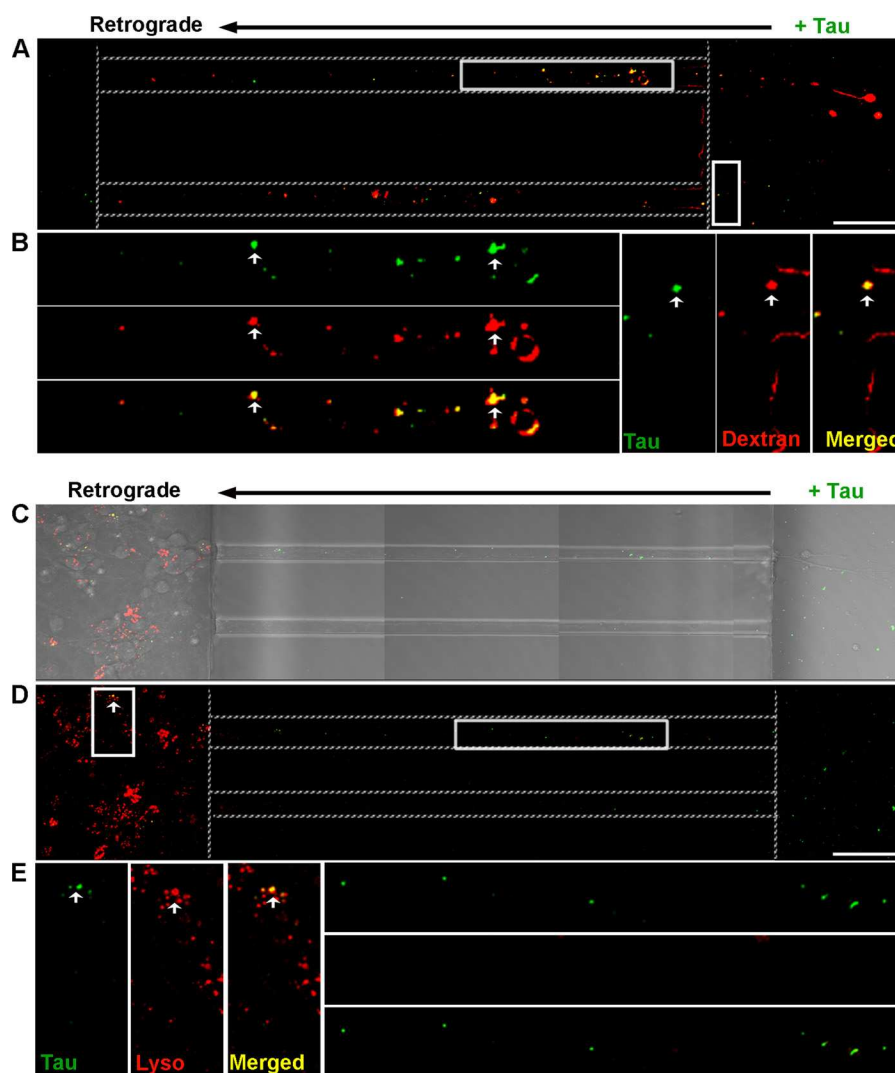 Retrograde + Tau
A
B
Tau Dextran Merged
Retrograde + Tau
C
D
E
Tau Lyso Merged